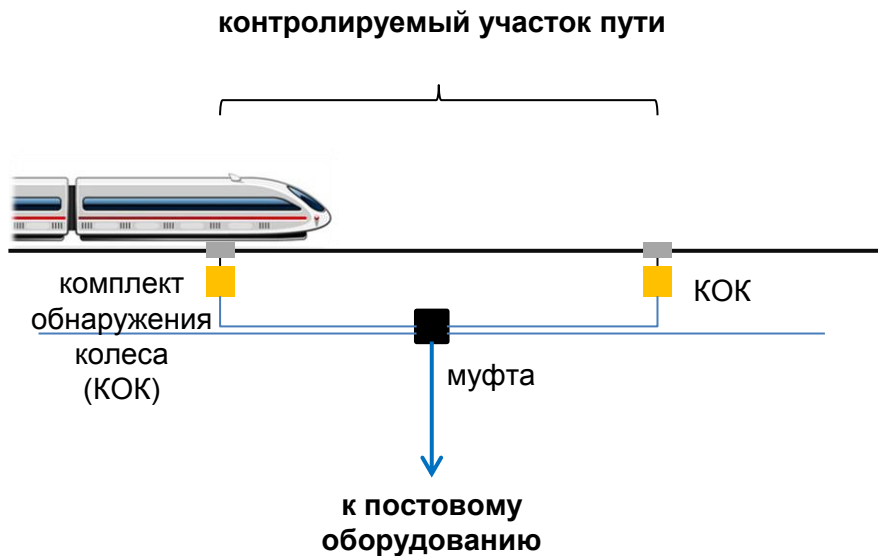 контролируемый участок пути
комплект
обнаружения
колеса
(КОК)
КОК
муфта
к постовому
оборудованию